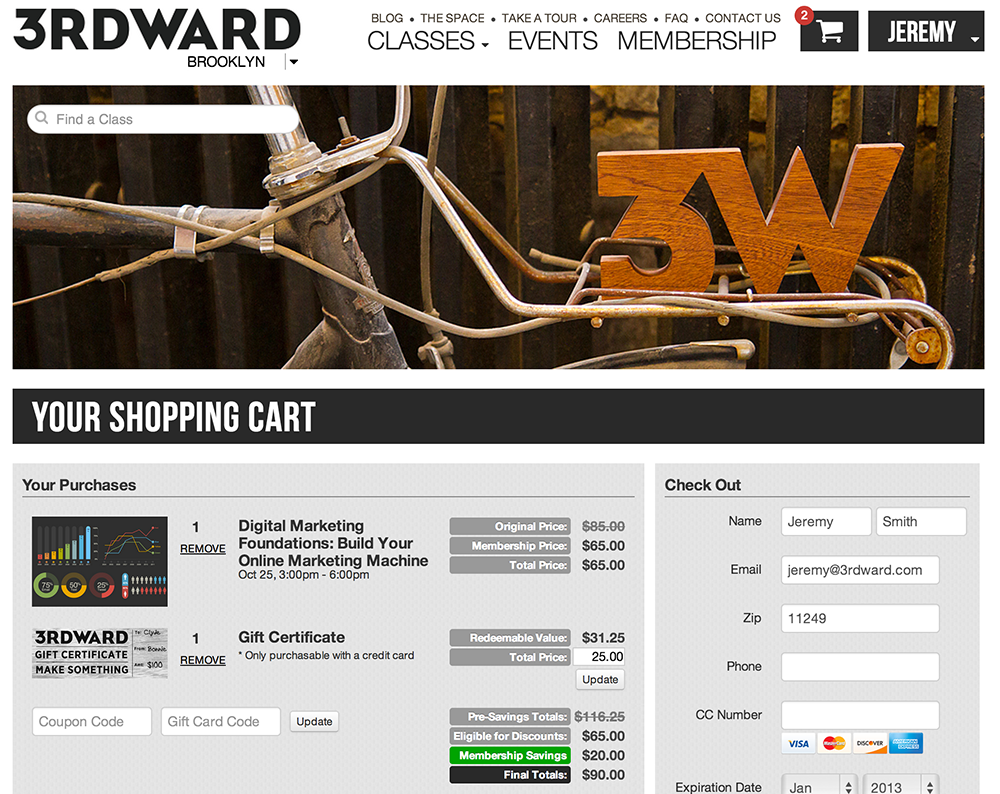 3RDWARD
BROOKLYN
BLOG • THE SPACE • TAKE A TOUR • CAREERS • FAQ • CONTACT US
CLASSES EVENTS MEMBERSHIP
2
JEREMY
Find a Class
3W
YOUR SHOPPING CART
Your Purchases
1
REMOVE
Digital Marketing
Foundations: Build Your
Online Marketing Machine
Oct 25, 3:00pm - 6:00pm
Original Price: $85.00
Membership Price: $65.00
Total Price: $65.00
75%
50%
25%
3RDWARD
GIFT CERTIFICATE
MAKE SOMETHING
To: Clyde
From: Bonnie
Amt: $100
1
REMOVE
Gift Certificate
* Only purchasable with a credit card
Redeemable Value: $31.25
Total Price: 25.00
Update
Coupon Code
Gift Card Code
Update
Pre-Savings Totals: $116.25
Eligible for Discounts: $65.00
Membership Savings $20.00
Final Totals: $90.00
Check Out
Name Jeremy Smith
Email jeremy@3rdward.com
Zip 11249
Phone
CC Number
VISA MasterCard DISCOVER AMERICAN EXPRESS
Expiration Date Jan 2013